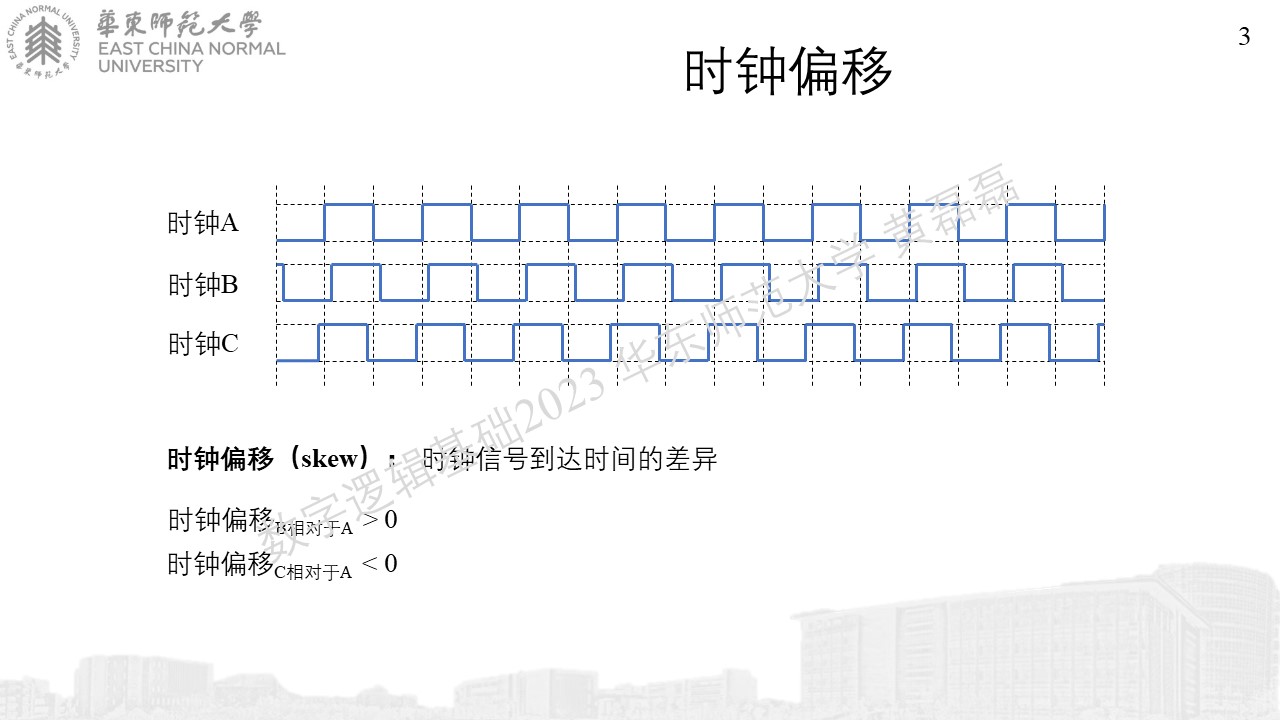 華東師範大學
EAST CHINA NORMAL
UNIVERSITY
EAST CHINA NORMAL UNIVERSITY
華東師範大學
3
时钟偏移
时钟A
时钟B
时钟C
时钟偏移（skew）： 时钟信号到达时间的差异
时钟偏移B相对于A > 0
时钟偏移C相对于A < 0
数字逻辑基础2023 华东师范大学 黄磊磊